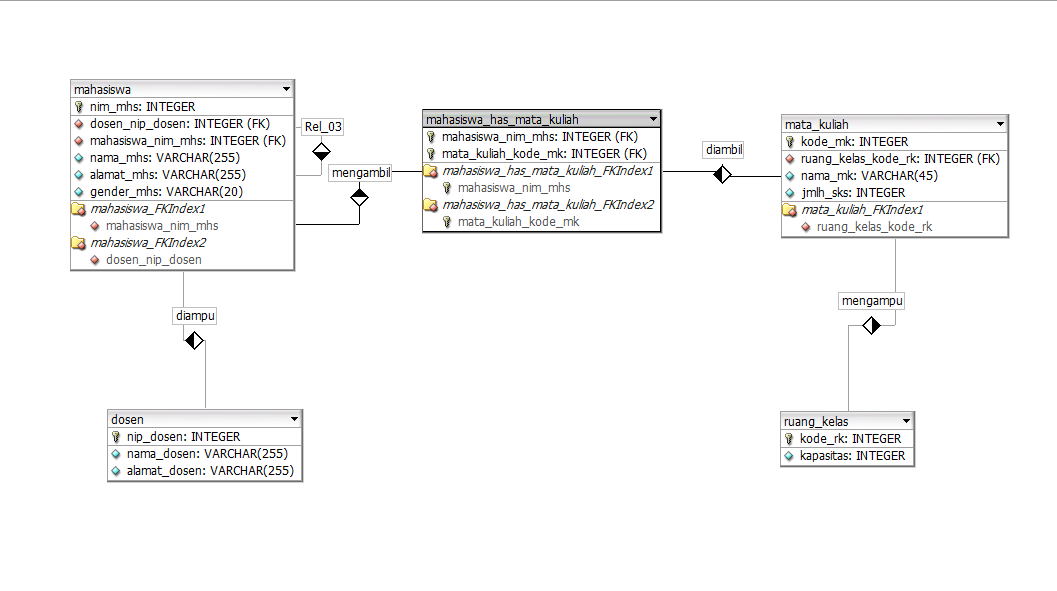 mahasiswa
nim_mhs: INTEGER
dosen_nip_dosen: INTEGER (FK)
mahasiswa_nim_mhs: INTEGER (FK)
nama_mhs: VARCHAR(255)
alamat_mhs: VARCHAR(255)
gender_mhs: VARCHAR(20)
mahasiswa_FKIndex1
mahasiswa_nim_mhs
mahasiswa_FKIndex2
dosen_nip_dosen
Rel_03
mengambil
mahasiswa_has_mata_kuliah
mahasiswa_nim_mhs: INTEGER (FK)
mata_kuliah_kode_mk: INTEGER (FK)
mahasiswa_has_mata_kuliah_FKIndex1
mahasiswa_nim_mhs
mahasiswa_has_mata_kuliah_FKIndex2
mata_kuliah_kode_mk
diambil
mata_kuliah
kode_mk: INTEGER
ruang_kelas_kode_rk: INTEGER (FK)
nama_mk: VARCHAR(45)
jmlh_sks: INTEGER
mata_kuliah_FKIndex1
ruang_kelas_kode_rk
diampu
mengampu
dosen
nip_dosen: INTEGER
nama_dosen: VARCHAR(255)
alamat_dosen: VARCHAR(255)
ruang_kelas
kode_rk: INTEGER
kapasitas: INTEGER